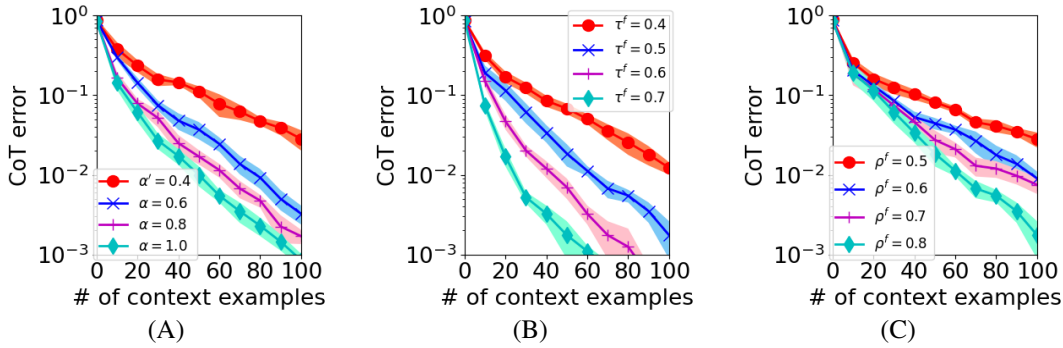 10^0
10^-1
10^-2
10^-3
CoT error
α' = 0.4
α = 0.6
α = 0.8
α = 1.0
0 20 40 60 80 100
# of context examples
(A)
10^0
10^-1
10^-2
10^-3
CoT error
τ^f = 0.4
τ^f = 0.5
τ^f = 0.6
τ^f = 0.7
0 20 40 60 80 100
# of context examples
(B)
10^0
10^-1
10^-2
10^-3
CoT error
ρ^f = 0.5
ρ^f = 0.6
ρ^f = 0.7
ρ^f = 0.8
0 20 40 60 80 100
# of context examples
(C)